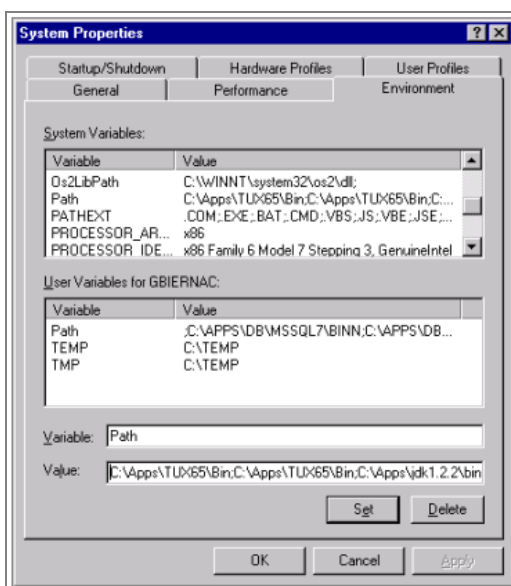 System Properties
Startup/Shutdown Hardware Profiles User Profiles
General Performance Environment
System Variables:
Variable Value
Os2LibPath C:\WINNT\system32\os2\dll;
Path C:\Apps\TUX65\Bin;C:\Apps\TUX65\Bin;C:...
PATHEXT .COM;.EXE;.BAT;.CMD;.VBS;.JS;.VBE;.JSE;...
PROCESSOR_AR... x86
PROCESSOR_IDE... x86 Family 6 Model 7 Stepping 3, GenuineIntel
User Variables for GBIERNAC:
Variable Value
Path ;C:\APPS\DB\MSSQL7\BINN;C:\APPS\DB...
TEMP C:\TEMP
TMP C:\TEMP
Variable: Path
Value: C:\Apps\TUX65\Bin;C:\Apps\TUX65\Bin;C:\Apps\jdk1.2.2\bin
Set Delete
OK Cancel Apply